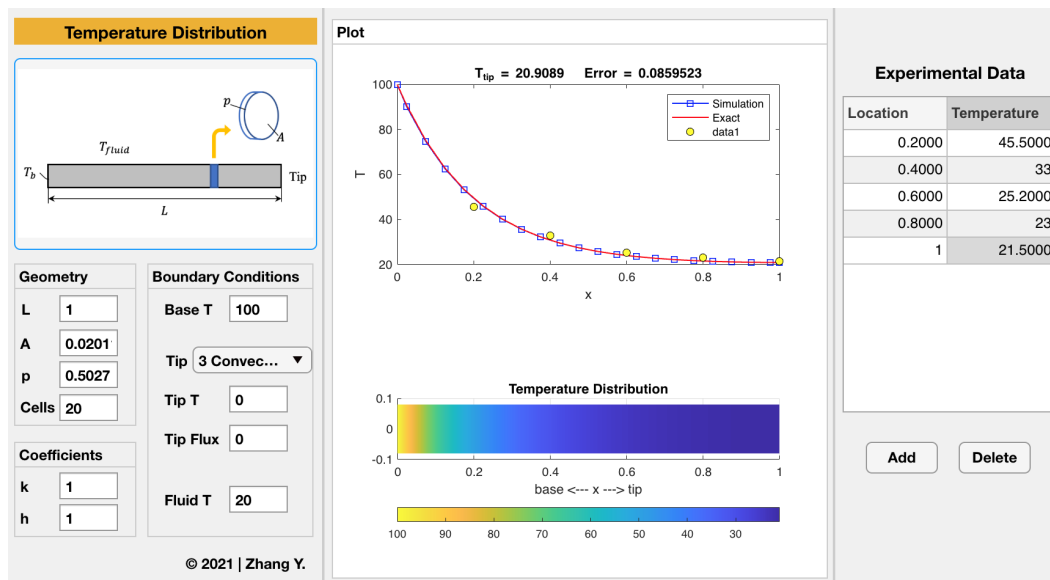 Temperature Distribution
p
A
T_fluid
T_b
Tip
L
Geometry
L 1
A 0.0201
p 0.5027
Cells 20
Coefficients
k 1
h 1
Boundary Conditions
Base T 100
Tip 3 Convec...
Tip T 0
Tip Flux 0
Fluid T 20
© 2021 | Zhang Y.
Plot
T_tip = 20.9089 Error = 0.0859523
Simulation
Exact
data1
100
80
60
40
20
T
0 0.2 0.4 0.6 0.8 1
x
Temperature Distribution
0.1
0
-0.1
0 0.2 0.4 0.6 0.8 1
base <--- x ---> tip
100 90 80 70 60 50 40 30
Experimental Data
Location Temperature
0.2000 45.5000
0.4000 33
0.6000 25.2000
0.8000 23
1 21.5000
Add Delete